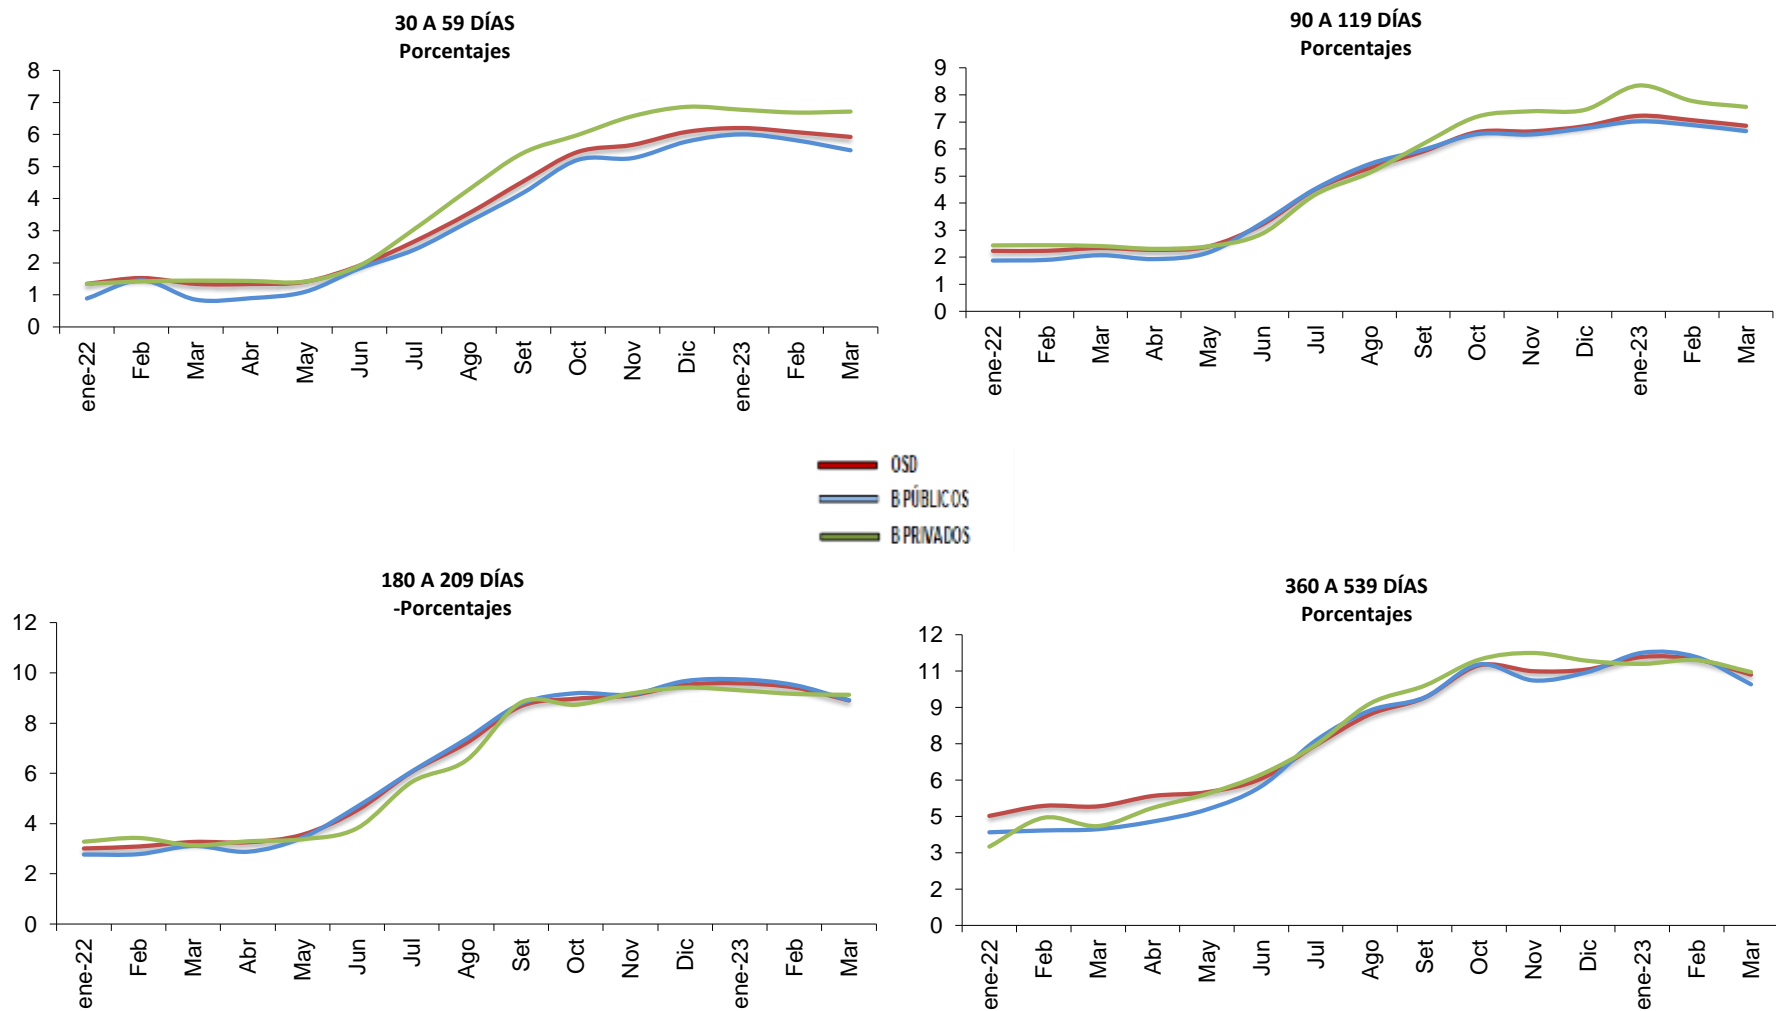 30 A 59 DÍAS
Porcentajes
8
7
6
5
4
3
2
1
0
ene-22
Feb
Mar
Abr
May
Jun
Jul
Ago
Set
Oct
Nov
Dic
ene-23
Feb
Mar
90 A 119 DÍAS
Porcentajes
9
8
7
6
5
4
3
2
1
0
ene-22
Feb
Mar
Abr
May
Jun
Jul
Ago
Set
Oct
Nov
Dic
ene-23
Feb
Mar
OSD
B PÚBLICOS
B PRIVADOS
180 A 209 DÍAS
-Porcentajes
12
10
8
6
4
2
0
ene-22
Feb
Mar
Abr
May
Jun
Jul
Ago
Set
Oct
Nov
Dic
ene-23
Feb
Mar
360 A 539 DÍAS
Porcentajes
12
11
9
8
6
5
3
2
0
ene-22
Feb
Mar
Abr
May
Jun
Jul
Ago
Set
Oct
Nov
Dic
ene-23
Feb
Mar